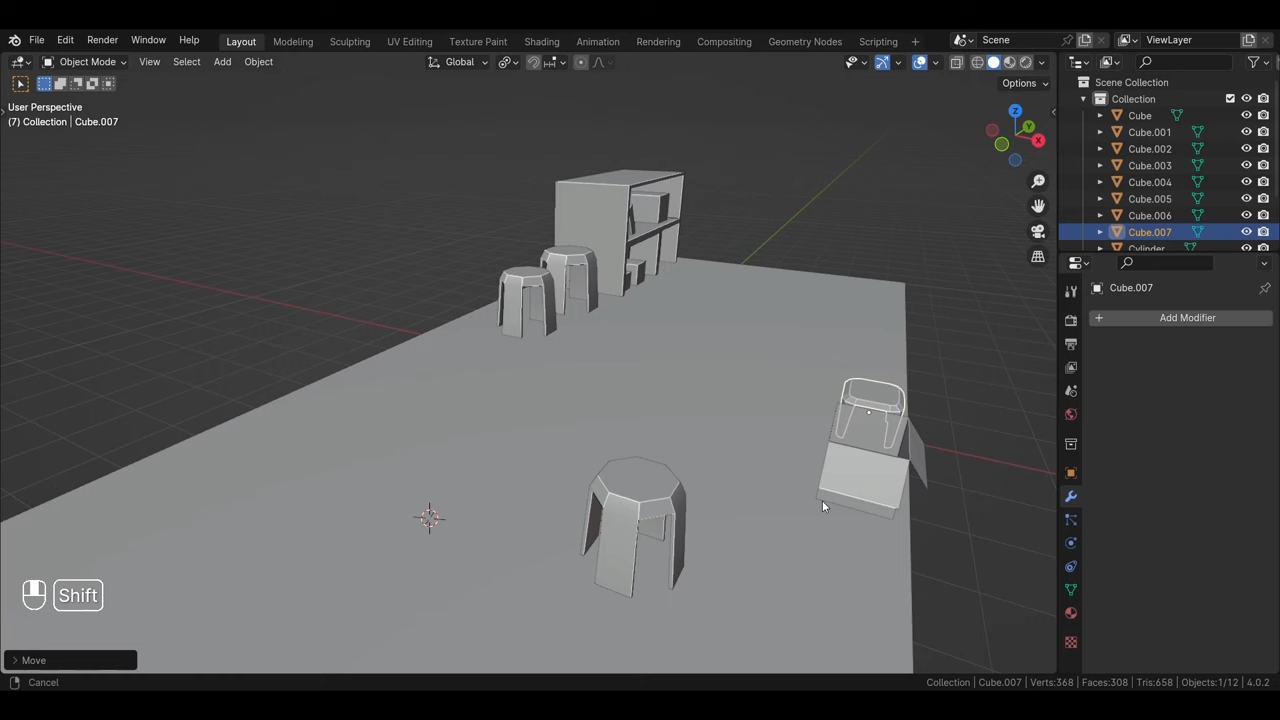 File Edit Render Window Help Layout Modeling Sculpting UV Editing Texture Paint Shading Animation Rendering Compositing Geometry Nodes Scripting + Scene ViewLayer
Object Mode View Select Add Object Global
Options
User Perspective
(7) Collection | Cube.007
Z
Y
X
Scene Collection
Collection
Cube
Cube.001
Cube.002
Cube.003
Cube.004
Cube.005
Cube.006
Cube.007
Cylinder
Cube.007
Add Modifier
Shift
Move
Cancel
Collection | Cube.007 | Verts:368 | Faces:308 | Tris:658 | Objects:1/12 | 4.0.2